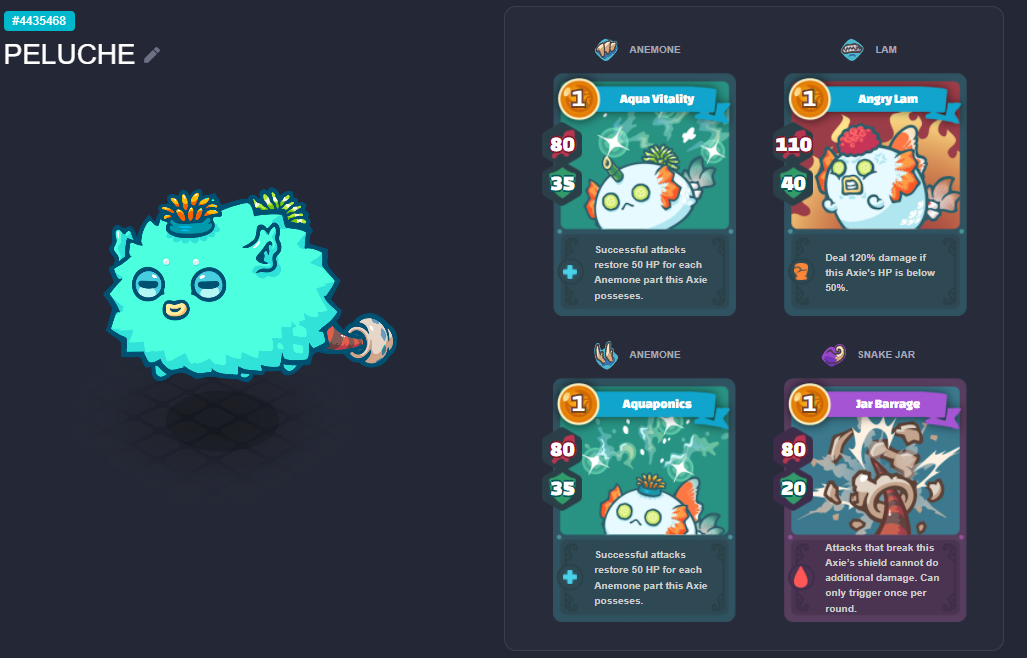 #4435468
PELUCHE
ANEMONE
1
Aqua Vitality
80
35
Successful attacks
restore 50 HP for each
Anemone part this Axie
posseses.
LAM
1
Angry Lam
110
40
Deal 120% damage if
this Axie's HP is below
50%.
ANEMONE
1
Aquaponics
80
35
Successful attacks
restore 50 HP for each
Anemone part this Axie
posseses.
SNAKE JAR
1
Jar Barrage
80
20
Attacks that break this
Axie's shield cannot do
additional damage. Can
only trigger once per
round.